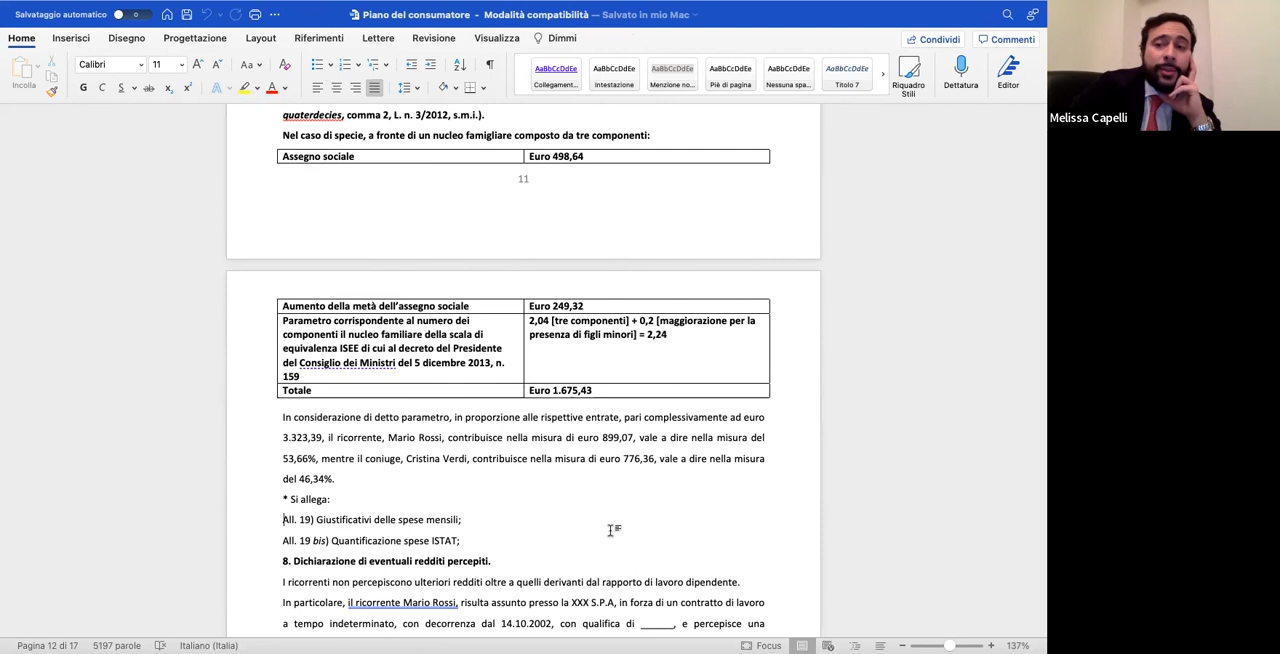 Salvataggio automatico 0
Piano del consumatore - Modalità compatibilità — Salvato in mio Mac
Home Inserisci Disegno Progettazione Layout Riferimenti Lettere Revisione Visualizza Dimmi
Condividi Commenti
Incolla
Calibri 11
G C S ab x₂ x²
AaBbCcDdEe AaBbCcDdEe AaBbCcDdEe AaBbCcDdEe AaBbCcDdEe AaBbCcDdEe
Collegament... Intestazione Menzione no... Piè di pagina Nessuna spa... Titolo 7
Riquadro Stili
Dettatura
Editor
Melissa Capelli
quaterdecies, comma 2, L. n. 3/2012, s.m.i.).
Nel caso di specie, a fronte di un nucleo famigliare composto da tre componenti:
Assegno sociale Euro 498,64
11
Aumento della metà dell'assegno sociale Euro 249,32
Parametro corrispondente al numero dei 2,04 [tre componenti] + 0,2 [maggiorazione per la
componenti il nucleo familiare della scala di presenza di figli minori] = 2,24
equivalenza ISEE di cui al decreto del Presidente
del Consiglio dei Ministri del 5 dicembre 2013, n.
159
Totale Euro 1.675,43
In considerazione di detto parametro, in proporzione alle rispettive entrate, pari complessivamente ad euro
3.323,39, il ricorrente, Mario Rossi, contribuisce nella misura di euro 899,07, vale a dire nella misura del
53,66%, mentre il coniuge, Cristina Verdi, contribuisce nella misura di euro 776,36, vale a dire nella misura
del 46,34%.
* Si allega:
All. 19) Giustificativi delle spese mensili;
All. 19 bis) Quantificazione spese ISTAT;
8. Dichiarazione di eventuali redditi percepiti.
I ricorrenti non percepiscono ulteriori redditi oltre a quelli derivanti dal rapporto di lavoro dipendente.
In particolare, il ricorrente Mario Rossi, risulta assunto presso la XXX S.P.A, in forza di un contratto di lavoro
a tempo indeterminato, con decorrenza dal 14.10.2002, con qualifica di ______, e percepisce una
Pagina 12 di 17 5197 parole Italiano (Italia) Focus 137%